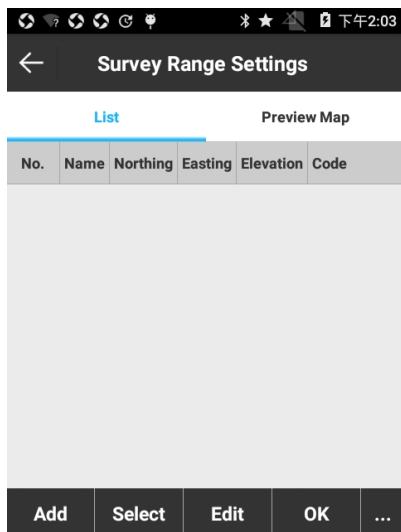 下午2:03
Survey Range Settings
List Preview Map
No. Name Northing Easting Elevation Code
Add Select Edit OK ...